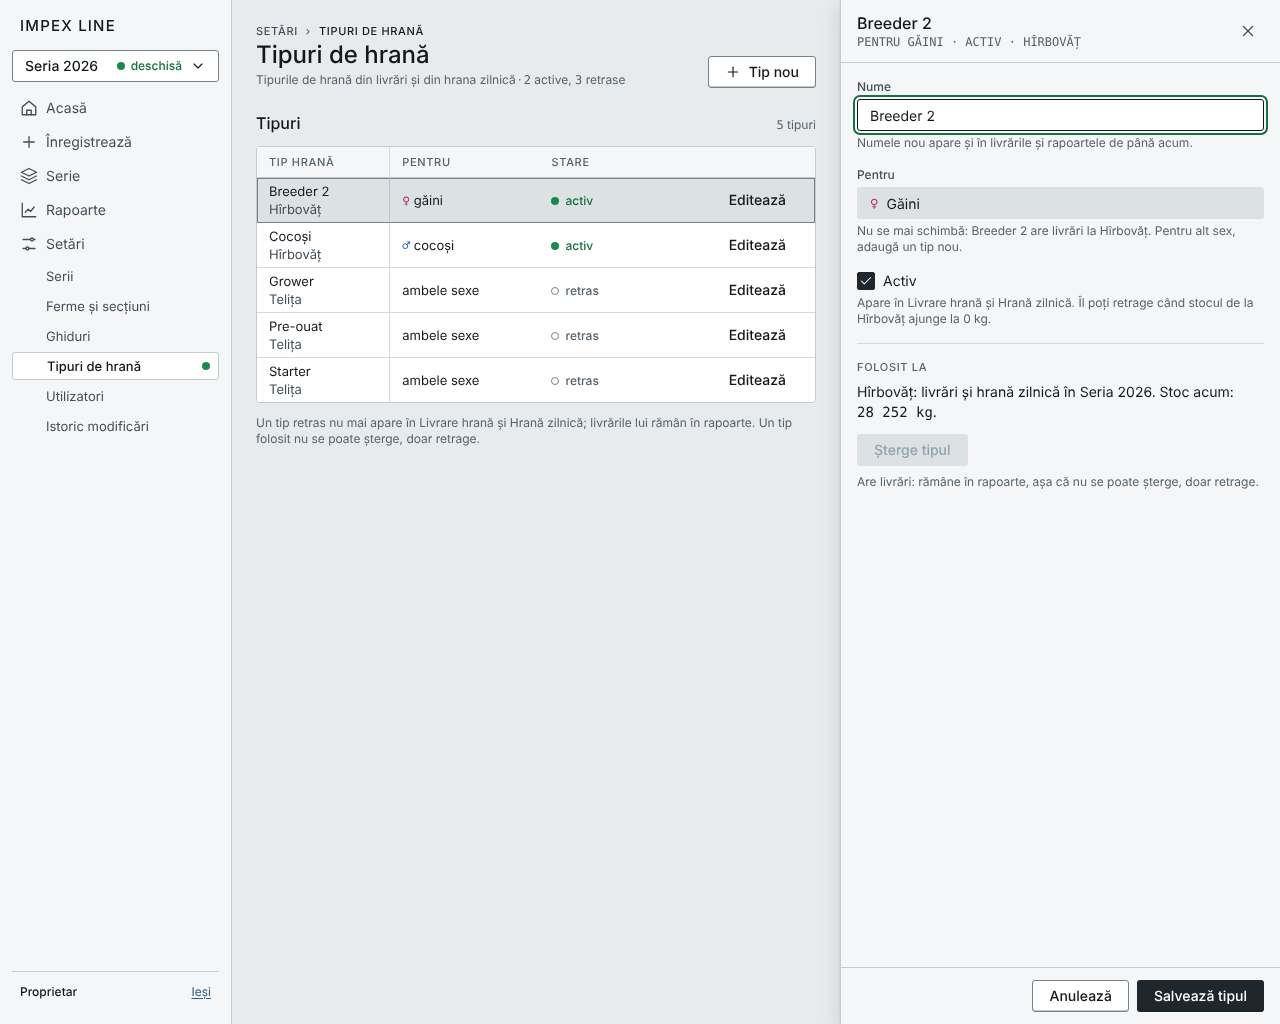 IMPEX LINE
Seria 2026
deschisă
Acasă
Înregistrează
Serie
Rapoarte
Setări
Serii
Ferme și secțiuni
Ghiduri
Tipuri de hrană
Utilizatori
Istoric modificări
Proprietar
Ieși
SETĂRI › TIPURI DE HRANĂ
Tipuri de hrană
Tipurile de hrană din livrări și din hrana zilnică · 2 active, 3 retrase
Tip nou
Tipuri
5 tipuri
TIP HRANĂ PENTRU STARE
Breeder 2
Hîrbovăț
♀ găini
activ
Editează
Cocoși
Hîrbovăț
♂ cocoși
activ
Editează
Grower
Telița
ambele sexe
retras
Editează
Pre-ouat
Telița
ambele sexe
retras
Editează
Starter
Telița
ambele sexe
retras
Editează
Un tip retras nu mai apare în Livrare hrană și Hrană zilnică; livrările lui rămân în rapoarte. Un tip
folosit nu se poate șterge, doar retrage.
Breeder 2
PENTRU GĂINI · ACTIV · HÎRBOVĂȚ
Nume
Breeder 2
Numele nou apare și în livrările și rapoartele de până acum.
Pentru
♀ Găini
Nu se mai schimbă: Breeder 2 are livrări la Hîrbovăț. Pentru alt sex,
adaugă un tip nou.
Activ
Apare în Livrare hrană și Hrană zilnică. Îl poți retrage când stocul de la
Hîrbovăț ajunge la 0 kg.
FOLOSIT LA
Hîrbovăț: livrări și hrană zilnică în Seria 2026. Stoc acum:
28 252 kg.
Șterge tipul
Are livrări: rămâne în rapoarte, așa că nu se poate șterge, doar retrage.
Anulează
Salvează tipul